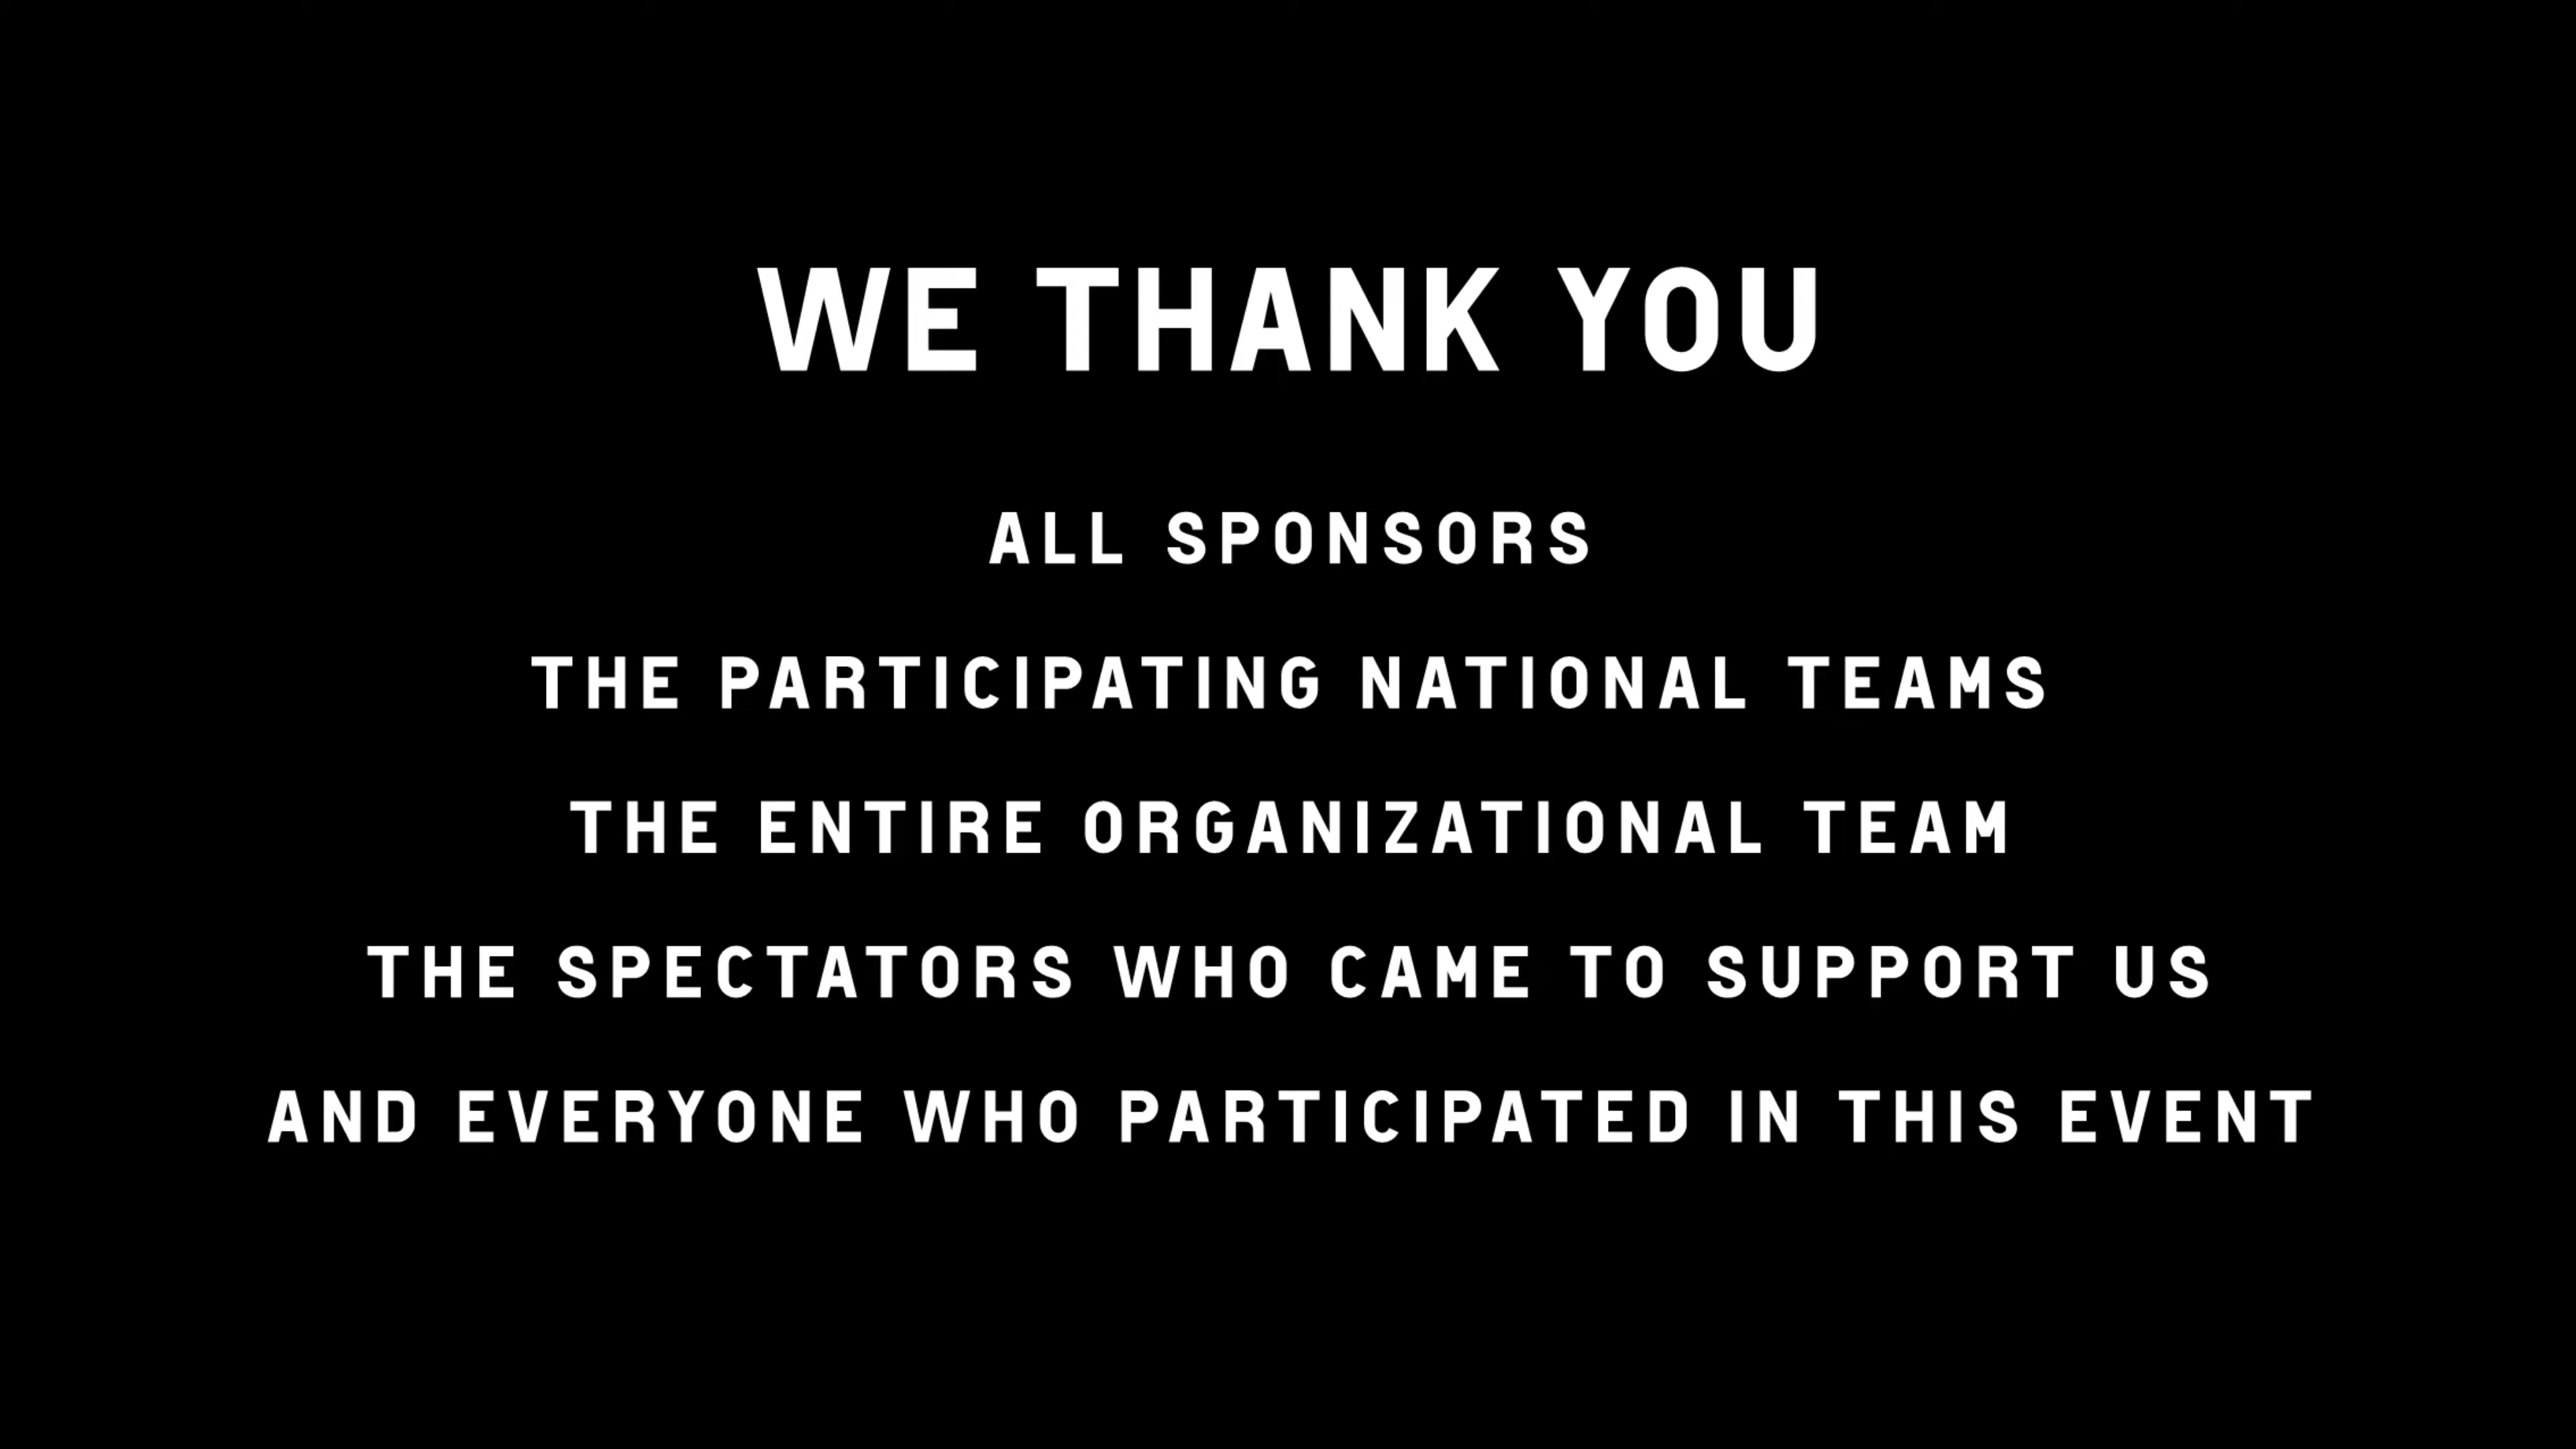 WE THANK YOU
ALL SPONSORS
THE PARTICIPATING NATIONAL TEAMS
THE ENTIRE ORGANIZATIONAL TEAM
THE SPECTATORS WHO CAME TO SUPPORT US
AND EVERYONE WHO PARTICIPATED IN THIS EVENT